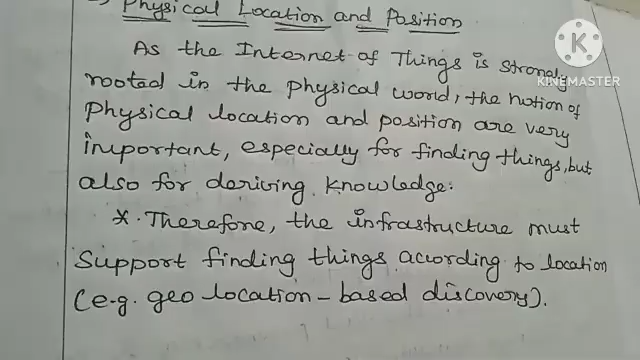 Physical Location and Position
As the Internet of Things is strongly
rooted in the physical world, the notion of
physical location and position are very
important, especially for finding things, but
also for deriving knowledge.
*. Therefore, the infrastructure must
support finding things according to location
(e.g. geo location-based discovery).
KINEMASTER